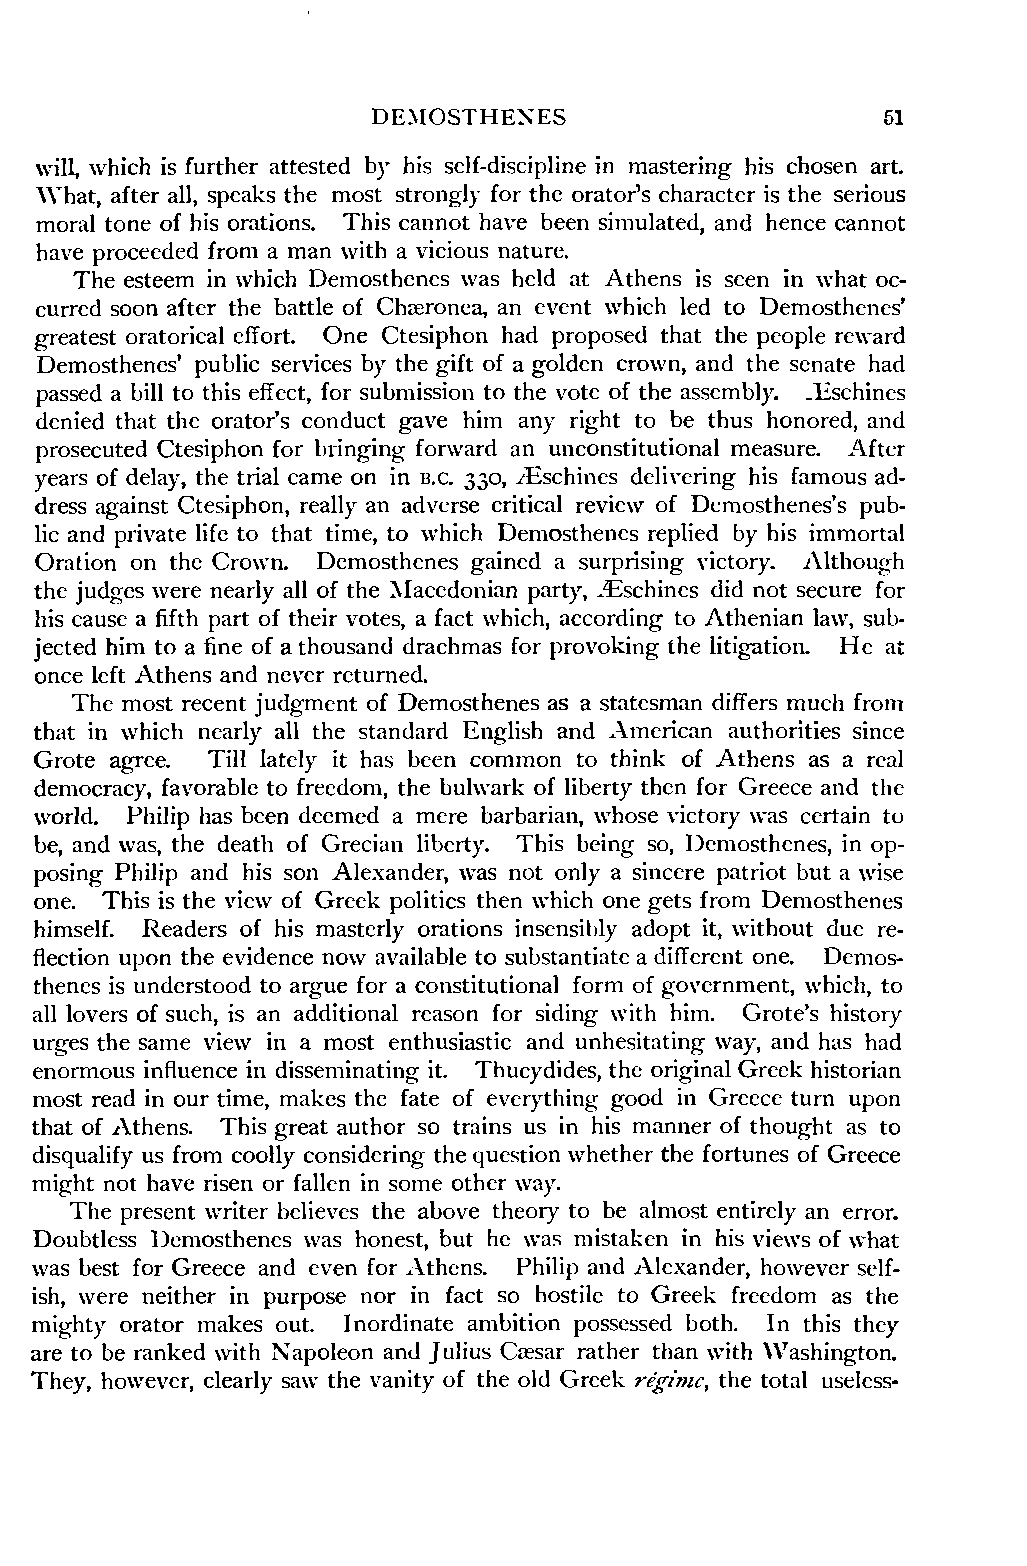 DEMOSTHENES 51
will, which is further attested by his self-discipline in mastering his chosen art.
What, after all, speaks the most strongly for the orator's character is the serious
moral tone of his orations. This cannot have been simulated, and hence cannot
have proceeded from a man with a vicious nature.
The esteem in which Demosthenes was held at Athens is seen in what oc-
curred soon after the battle of Chæronea, an event which led to Demosthenes'
greatest oratorical effort. One Ctesiphon had proposed that the people reward
Demosthenes' public services by the gift of a golden crown, and the senate had
passed a bill to this effect, for submission to the vote of the assembly. Æschines
denied that the orator's conduct gave him any right to be thus honored, and
prosecuted Ctesiphon for bringing forward an unconstitutional measure. After
years of delay, the trial came on in B.C. 330, Æschines delivering his famous ad-
dress against Ctesiphon, really an adverse critical review of Demosthenes's pub-
lic and private life to that time, to which Demosthenes replied by his immortal
Oration on the Crown. Demosthenes gained a surprising victory. Although
the judges were nearly all of the Macedonian party, Æschines did not secure for
his cause a fifth part of their votes, a fact which, according to Athenian law, sub-
jected him to a fine of a thousand drachmas for provoking the litigation. He at
once left Athens and never returned.
The most recent judgment of Demosthenes as a statesman differs much from
that in which nearly all the standard English and American authorities since
Grote agree. Till lately it has been common to think of Athens as a real
democracy, favorable to freedom, the bulwark of liberty then for Greece and the
world. Philip has been deemed a mere barbarian, whose victory was certain to
be, and was, the death of Grecian liberty. This being so, Demosthenes, in op-
posing Philip and his son Alexander, was not only a sincere patriot but a wise
one. This is the view of Greek politics then which one gets from Demosthenes
himself. Readers of his masterly orations insensibly adopt it, without due re-
flection upon the evidence now available to substantiate a different one. Demos-
thenes is understood to argue for a constitutional form of government, which, to
all lovers of such, is an additional reason for siding with him. Grote's history
urges the same view in a most enthusiastic and unhesitating way, and has had
enormous influence in disseminating it. Thucydides, the original Greek historian
most read in our time, makes the fate of everything good in Greece turn upon
that of Athens. This great author so trains us in his manner of thought as to
disqualify us from coolly considering the question whether the fortunes of Greece
might not have risen or fallen in some other way.
The present writer believes the above theory to be almost entirely an error.
Doubtless Demosthenes was honest, but he was mistaken in his views of what
was best for Greece and even for Athens. Philip and Alexander, however self-
ish, were neither in purpose nor in fact so hostile to Greek freedom as the
mighty orator makes out. Inordinate ambition possessed both. In this they
are to be ranked with Napoleon and Julius Cæsar rather than with Washington.
They, however, clearly saw the vanity of the old Greek régime, the total useless-